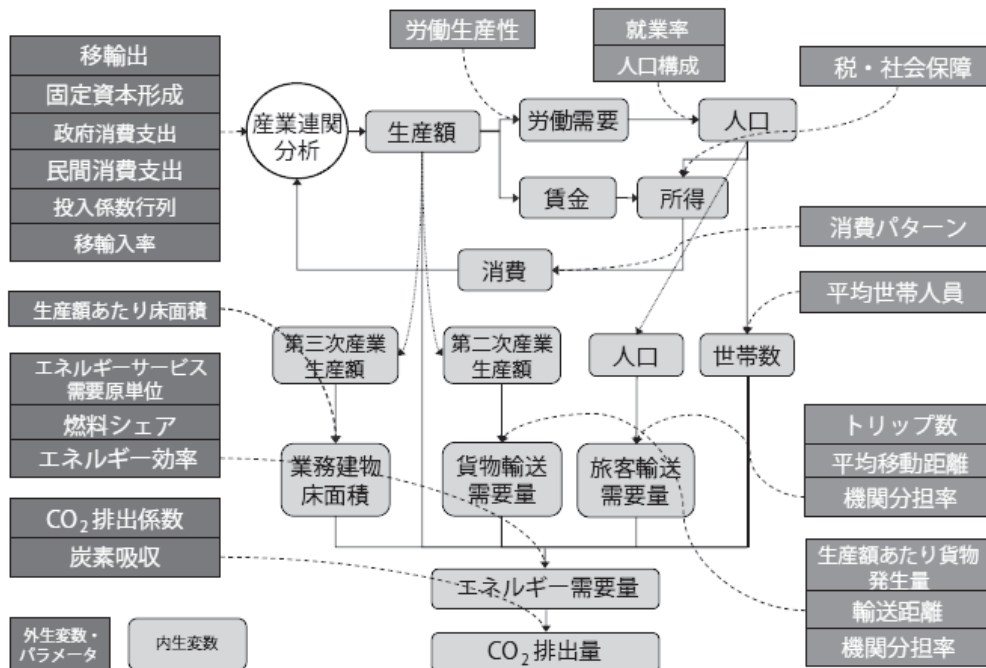 労働生産性
就業率
人口構成
税・社会保障
移輸出
固定資本形成
政府消費支出
民間消費支出
投入係数行列
移輸入率
産業連関
分析
生産額
労働需要
人口
賃金
所得
消費パターン
消費
平均世帯人員
生産額あたり床面積
第三次産業
生産額
第二次産業
生産額
人口
世帯数
エネルギーサービス
需要原単位
燃料シェア
エネルギー効率
業務建物
床面積
貨物輸送
需要量
旅客輸送
需要量
トリップ数
平均移動距離
機関分担率
CO₂排出係数
炭素吸収
生産額あたり貨物
発生量
輸送距離
機関分担率
エネルギー需要量
CO₂排出量
外生変数・
パラメータ
内生変数